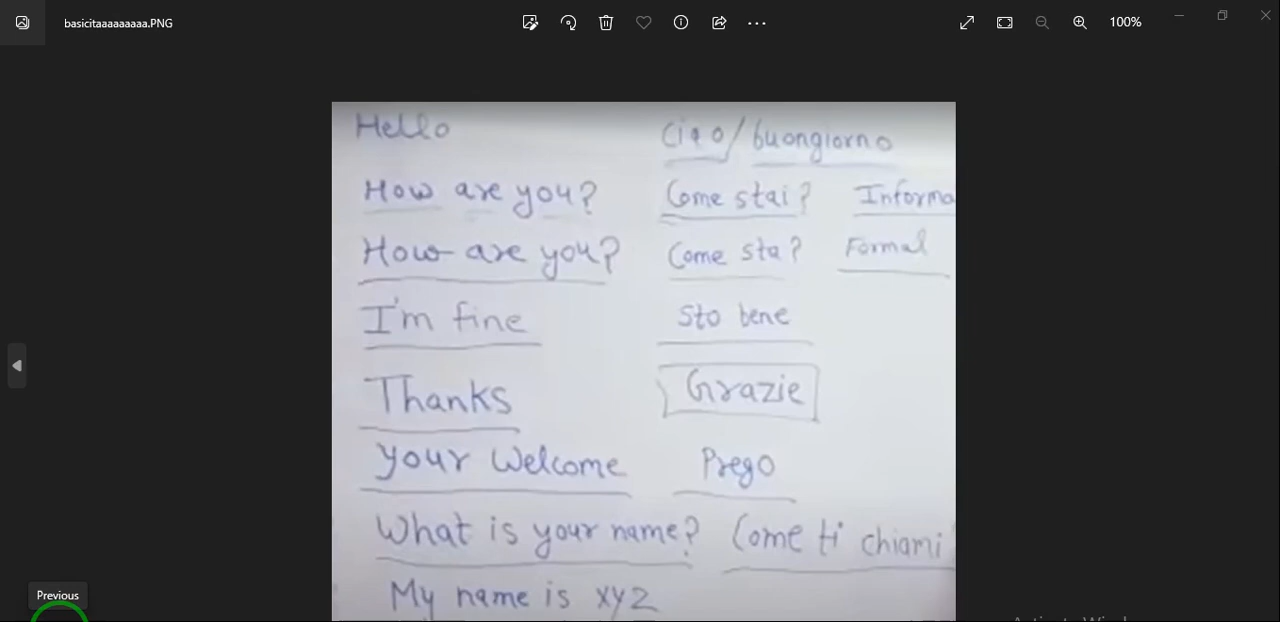 basicitaaaaaaaaa.PNG 100%
Hello Ciao/buongiorno
How are you? Come stai? Informa
How are you? Come sta? Formal
I'm fine Sto bene
Thanks Grazie
your Welcome Prego
What is your name? Come ti chiami
My name is xyz
Previous